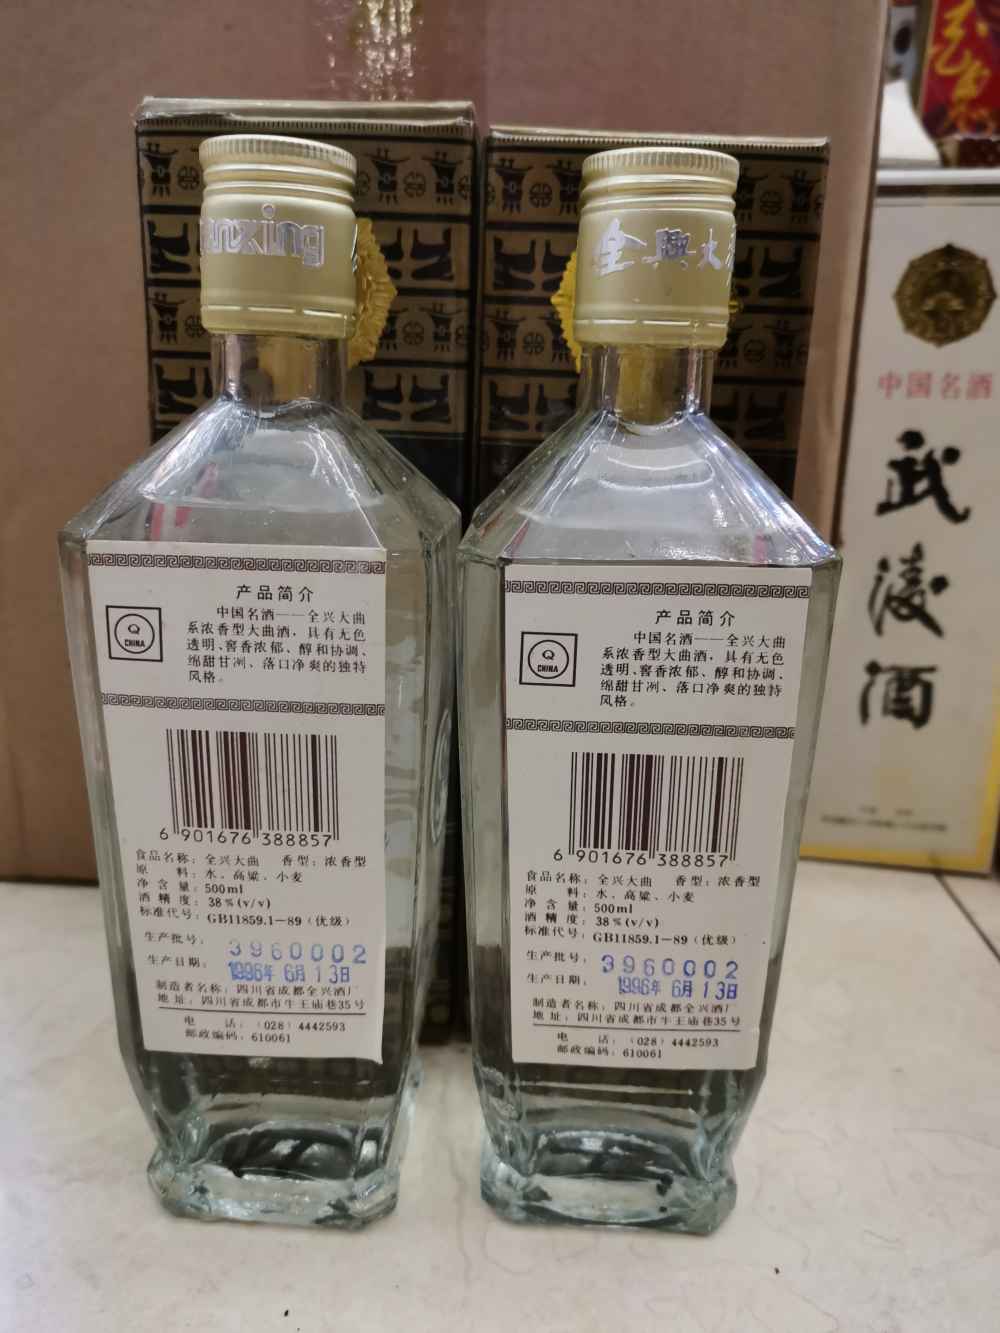 nxing
产品简介
Q
CHINA
中国名酒——全兴大曲
系浓香型大曲酒，具有无色
透明、窖香浓郁、醇和协调、
绵甜甘冽、落口净爽的独特
风格。
6 901676 388857
食品名称：全兴大曲 香型：浓香型
原 料：水、高粱、小麦
净 含 量：500ml
酒 精 度：38%(v/v)
标准代号：GB11859.1-89（优级）
生产批号：3960002
生产日期：1996年6月13日
制造者名称：四川省成都全兴酒厂
地 址：四川省成都市牛王庙巷35号
电 话：（028）4442593
邮政编码：610061
全興大
产品简介
Q
CHINA
中国名酒——全兴大曲
系浓香型大曲酒，具有无色
透明、窖香浓郁、醇和协调、
绵甜甘冽、落口净爽的独特
风格。
6 901676 388857
食品名称：全兴大曲 香型：浓香型
原 料：水、高粱、小麦
净 含 量：500ml
酒 精 度：38%(v/v)
标准代号：GB11859.1-89（优级）
生产批号：3960002
生产日期：1996年6月13日
制造者名称：四川省成都全兴酒厂
地 址：四川省成都市牛王庙巷35号
电 话：（028）4442593
邮政编码：610061
中国名酒
武
陵
酒